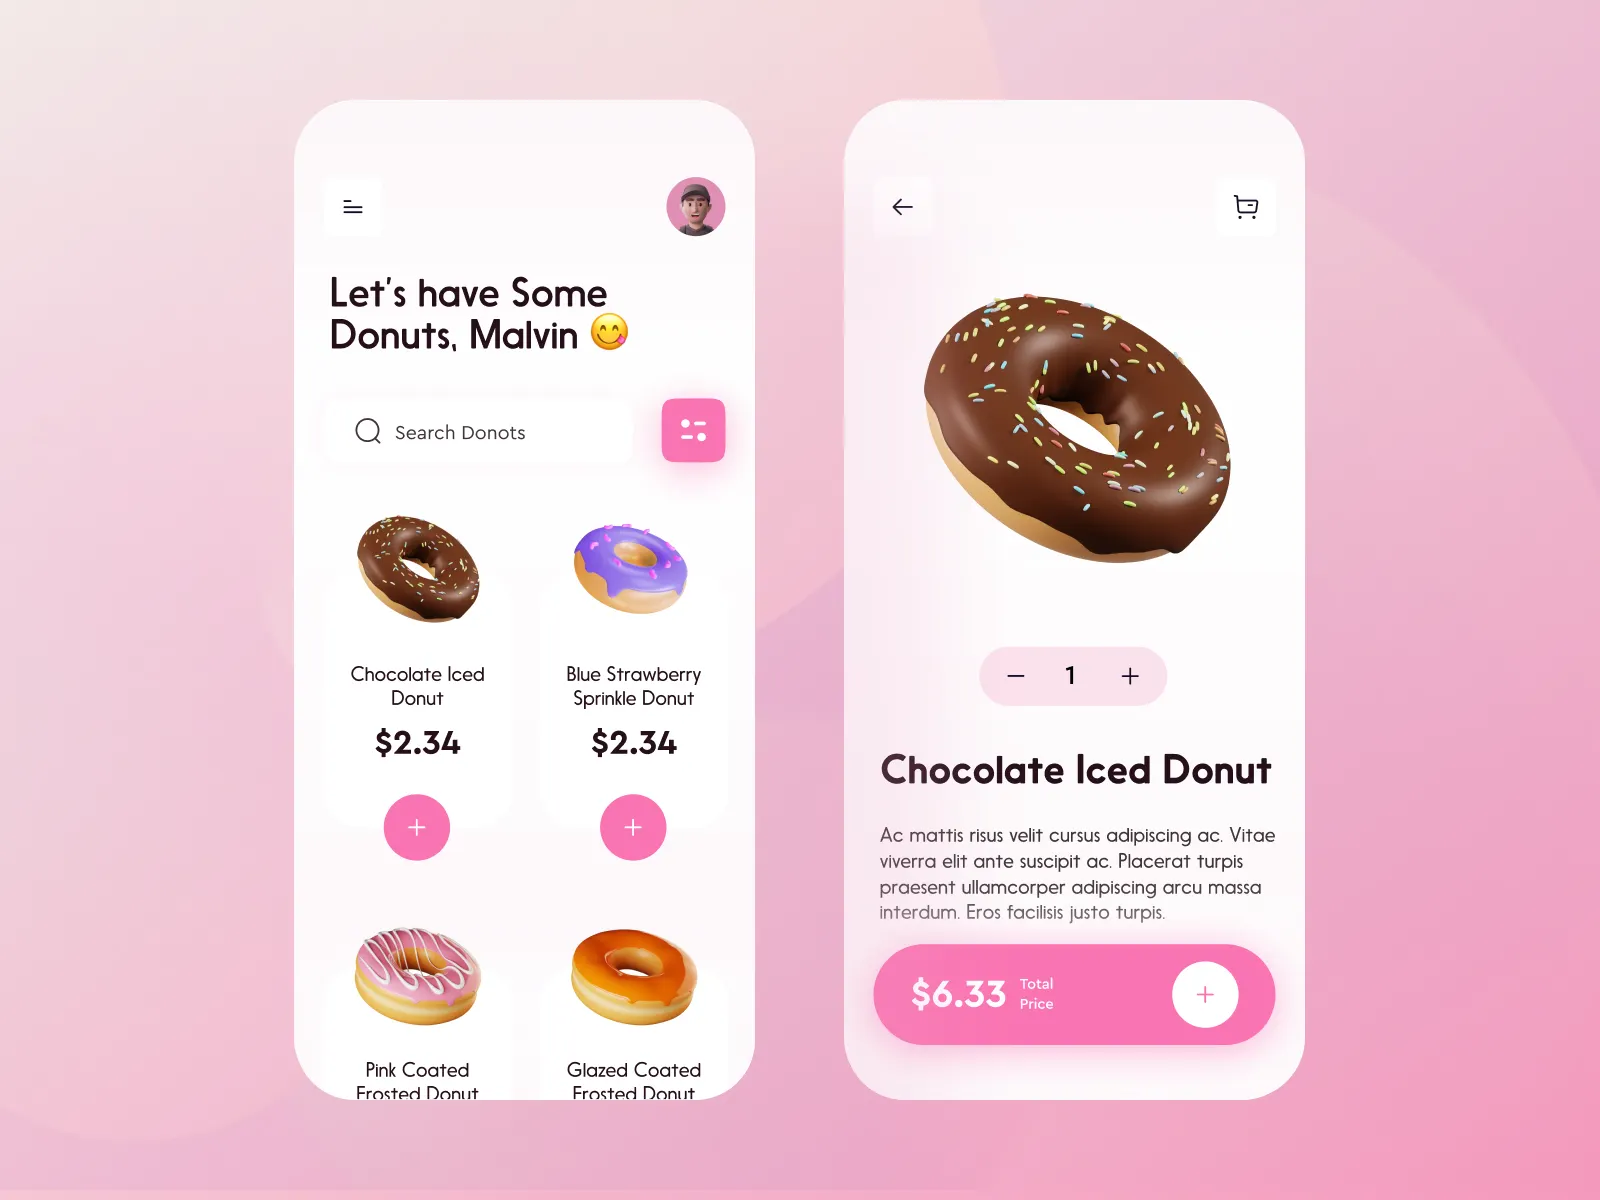 Let's have Some
Donuts, Malvin 😋
Search Donots
Chocolate Iced
Donut
$2.34
Blue Strawberry
Sprinkle Donut
$2.34
Pink Coated
Frosted Donut
Glazed Coated
Frosted Donut
1
Chocolate Iced Donut
Ac mattis risus velit cursus adipiscing ac. Vitae
viverra elit ante suscipit ac. Placerat turpis
praesent ullamcorper adipiscing arcu massa
interdum. Eros facilisis justo turpis.
$6.33
Total
Price